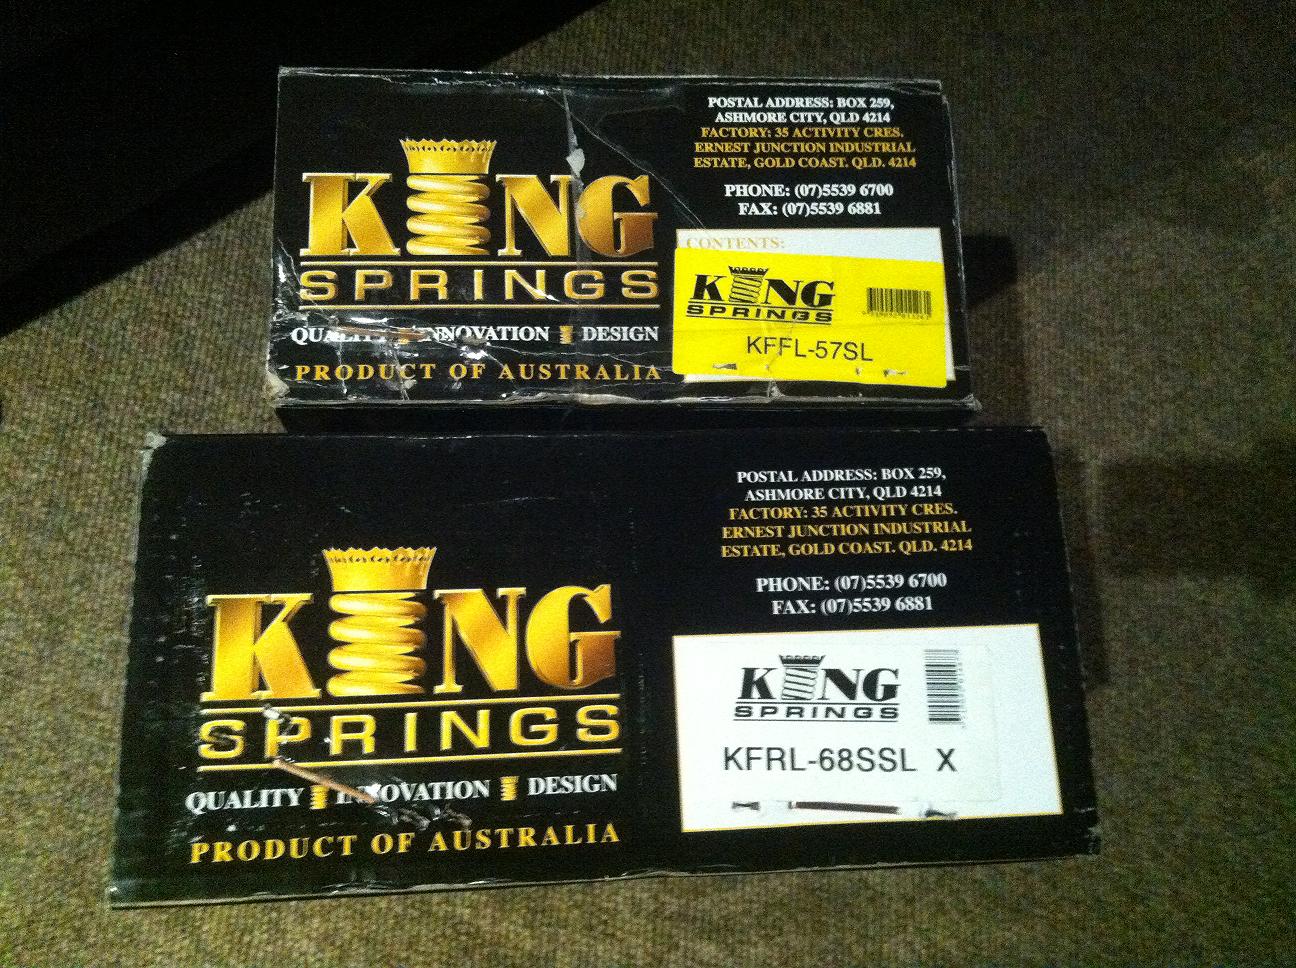 KING
SPRINGS
QUALITY INNOVATION DESIGN
PRODUCT OF AUSTRALIA
POSTAL ADDRESS: BOX 259,
ASHMORE CITY, QLD 4214
FACTORY: 35 ACTIVITY CRES.
ERNEST JUNCTION INDUSTRIAL
ESTATE, GOLD COAST. QLD. 4214
PHONE: (07)5539 6700
FAX: (07)5539 6881
CONTENTS:
KING
SPRINGS
KFFL-57SL
KING
SPRINGS
QUALITY INNOVATION DESIGN
PRODUCT OF AUSTRALIA
POSTAL ADDRESS: BOX 259,
ASHMORE CITY, QLD 4214
FACTORY: 35 ACTIVITY CRES.
ERNEST JUNCTION INDUSTRIAL
ESTATE, GOLD COAST. QLD. 4214
PHONE: (07)5539 6700
FAX: (07)5539 6881
KING
SPRINGS
KFRL-68SSL X